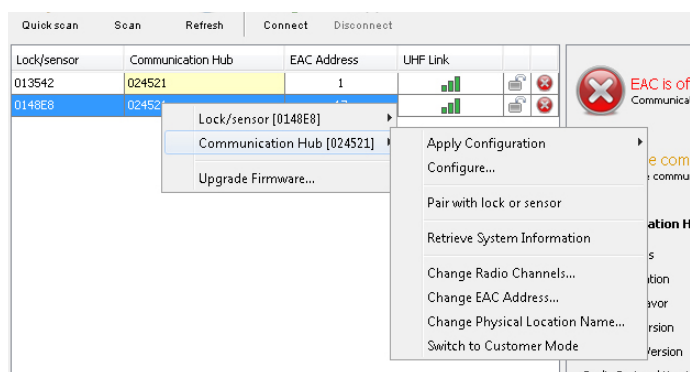 Quick scan Scan Refresh Connect Disconnect
Lock/sensor Communication Hub EAC Address UHF Link
013542 024521 1
0148E8 024521
EAC is of
Communica
Lock/sensor [0148E8]
Communication Hub [024521]
Upgrade Firmware...
Apply Configuration
Configure...
Pair with lock or sensor
Retrieve System Information
Change Radio Channels...
Change EAC Address...
Change Physical Location Name...
Switch to Customer Mode
e com
commu
ation H
s
tion
avor
rsion
Version